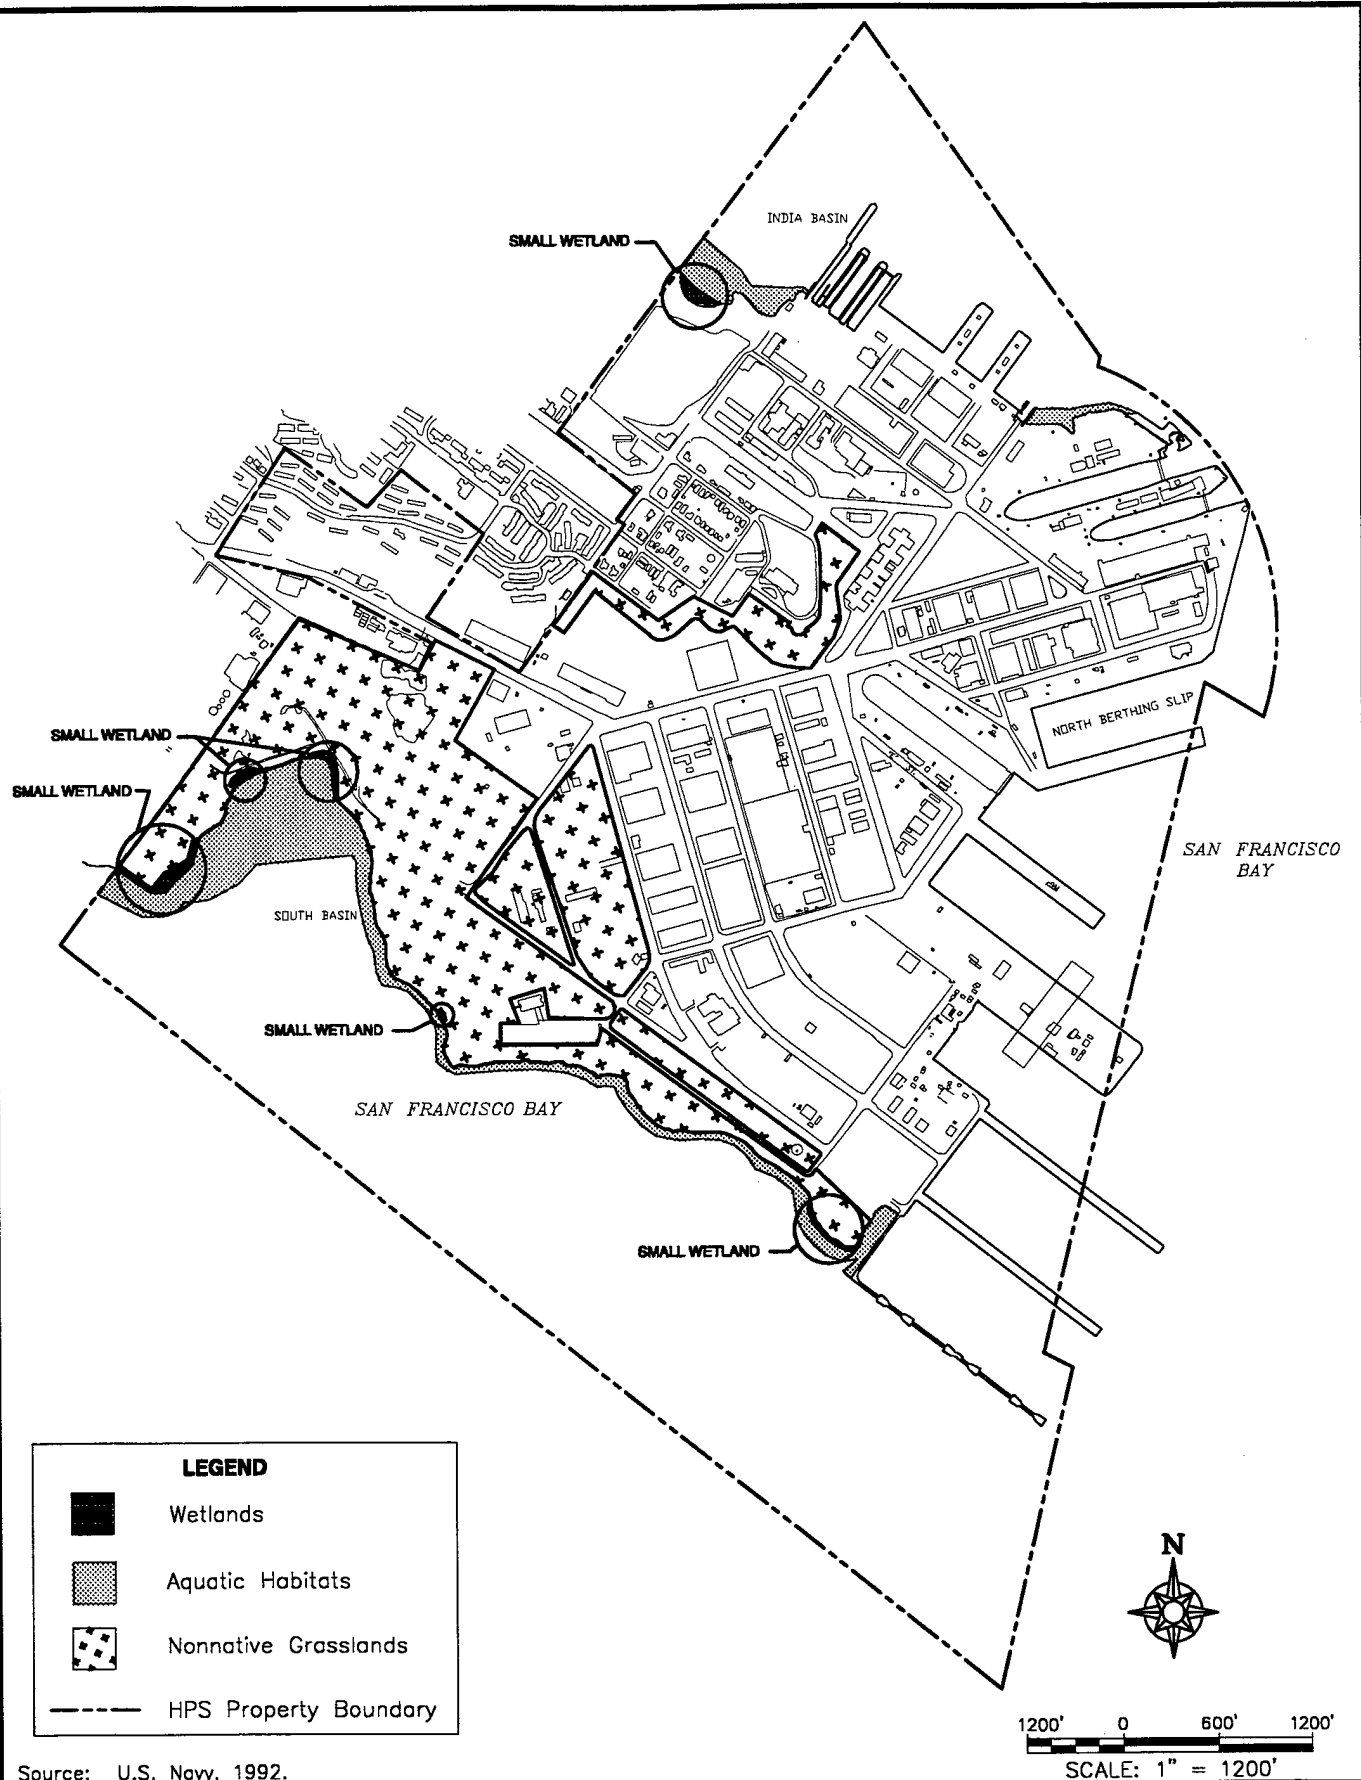 INDIA BASIN
SMALL WETLAND
NORTH BERTHING SLIP
SMALL WETLAND
SMALL WETLAND
SAN FRANCISCO
BAY
SOUTH BASIN
SMALL WETLAND
SAN FRANCISCO BAY
SMALL WETLAND
LEGEND
Wetlands
Aquatic Habitats
Nonnative Grasslands
HPS Property Boundary
N
1200' 0 600' 1200'
SCALE: 1" = 1200'
Source: U.S. Navy, 1992.